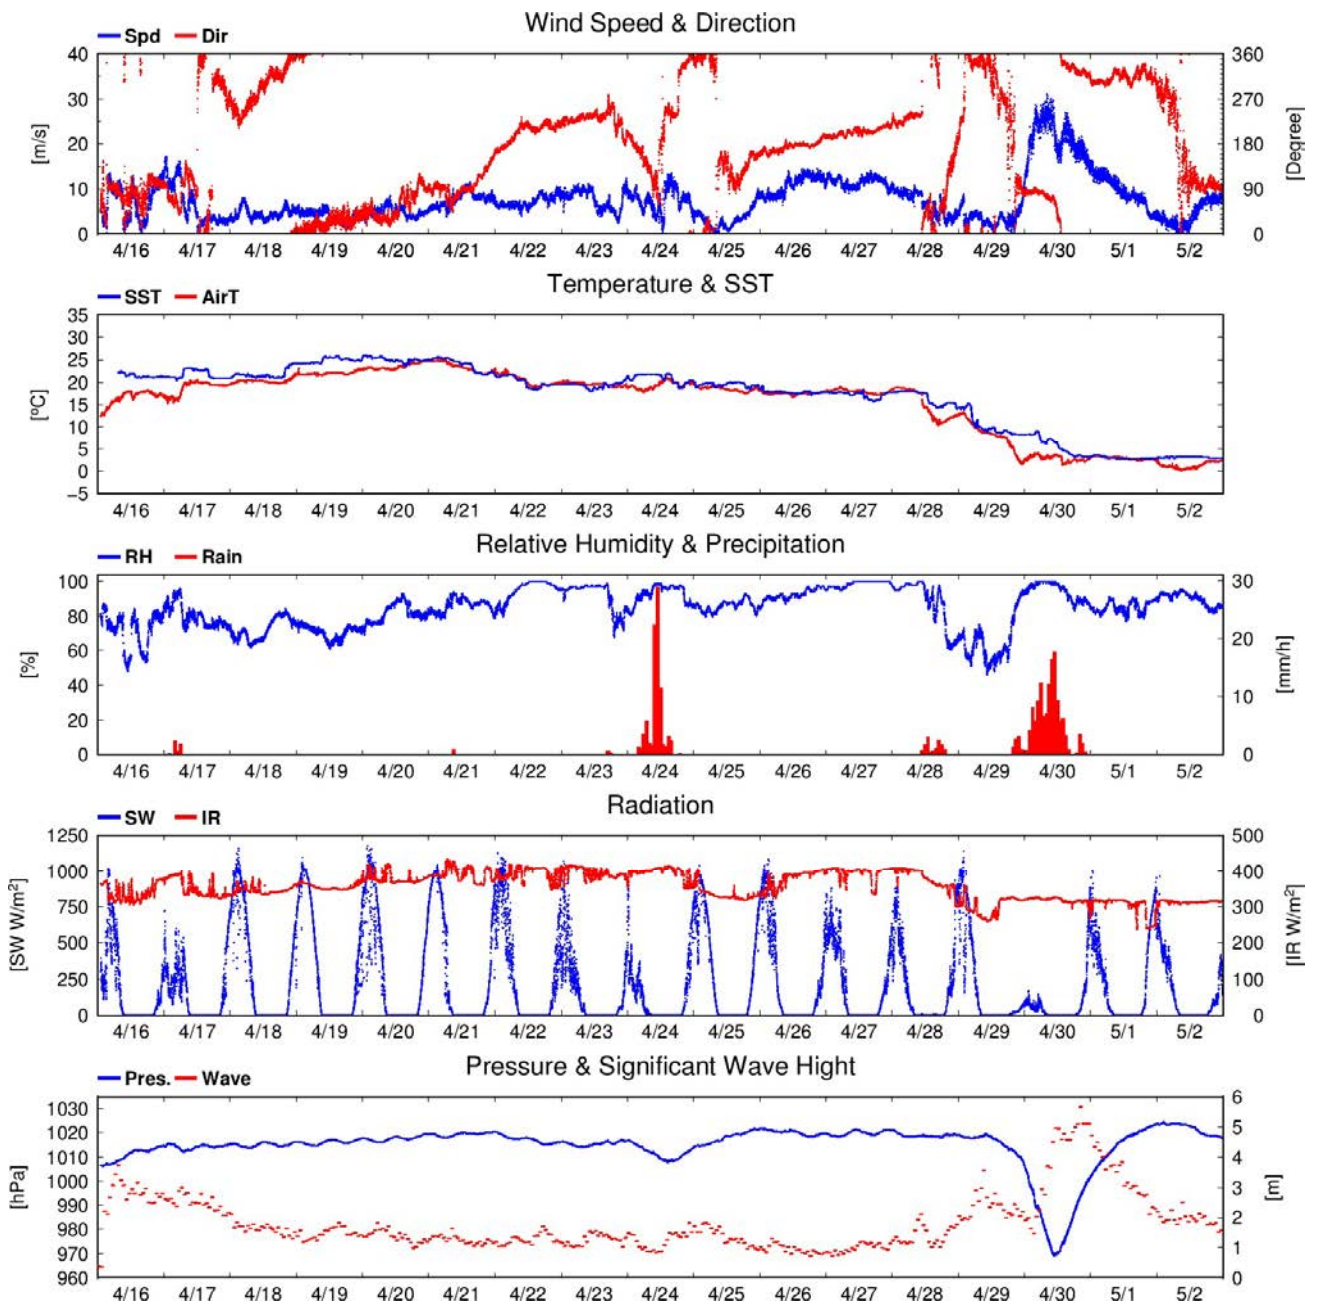 Wind Speed & Direction
Spd Dir
40 360
30 270
20 180
10 90
0 0
[m/s] [Degree]
4/16 4/17 4/18 4/19 4/20 4/21 4/22 4/23 4/24 4/25 4/26 4/27 4/28 4/29 4/30 5/1 5/2
Temperature & SST
SST AirT
35
30
25
20
15
10
5
0
−5
[°C]
4/16 4/17 4/18 4/19 4/20 4/21 4/22 4/23 4/24 4/25 4/26 4/27 4/28 4/29 4/30 5/1 5/2
Relative Humidity & Precipitation
RH Rain
100 30
80
60 20
40 10
20
0 0
[%] [mm/h]
4/16 4/17 4/18 4/19 4/20 4/21 4/22 4/23 4/24 4/25 4/26 4/27 4/28 4/29 4/30 5/1 5/2
Radiation
SW IR
1250 500
1000 400
750 300
500 200
250 100
0 0
[SW W/m²] [IR W/m²]
4/16 4/17 4/18 4/19 4/20 4/21 4/22 4/23 4/24 4/25 4/26 4/27 4/28 4/29 4/30 5/1 5/2
Pressure & Significant Wave Hight
Pres. Wave
1030 6
1020 5
1010 4
1000 3
990 2
980 1
970 0
960
[hPa] [m]
4/16 4/17 4/18 4/19 4/20 4/21 4/22 4/23 4/24 4/25 4/26 4/27 4/28 4/29 4/30 5/1 5/2